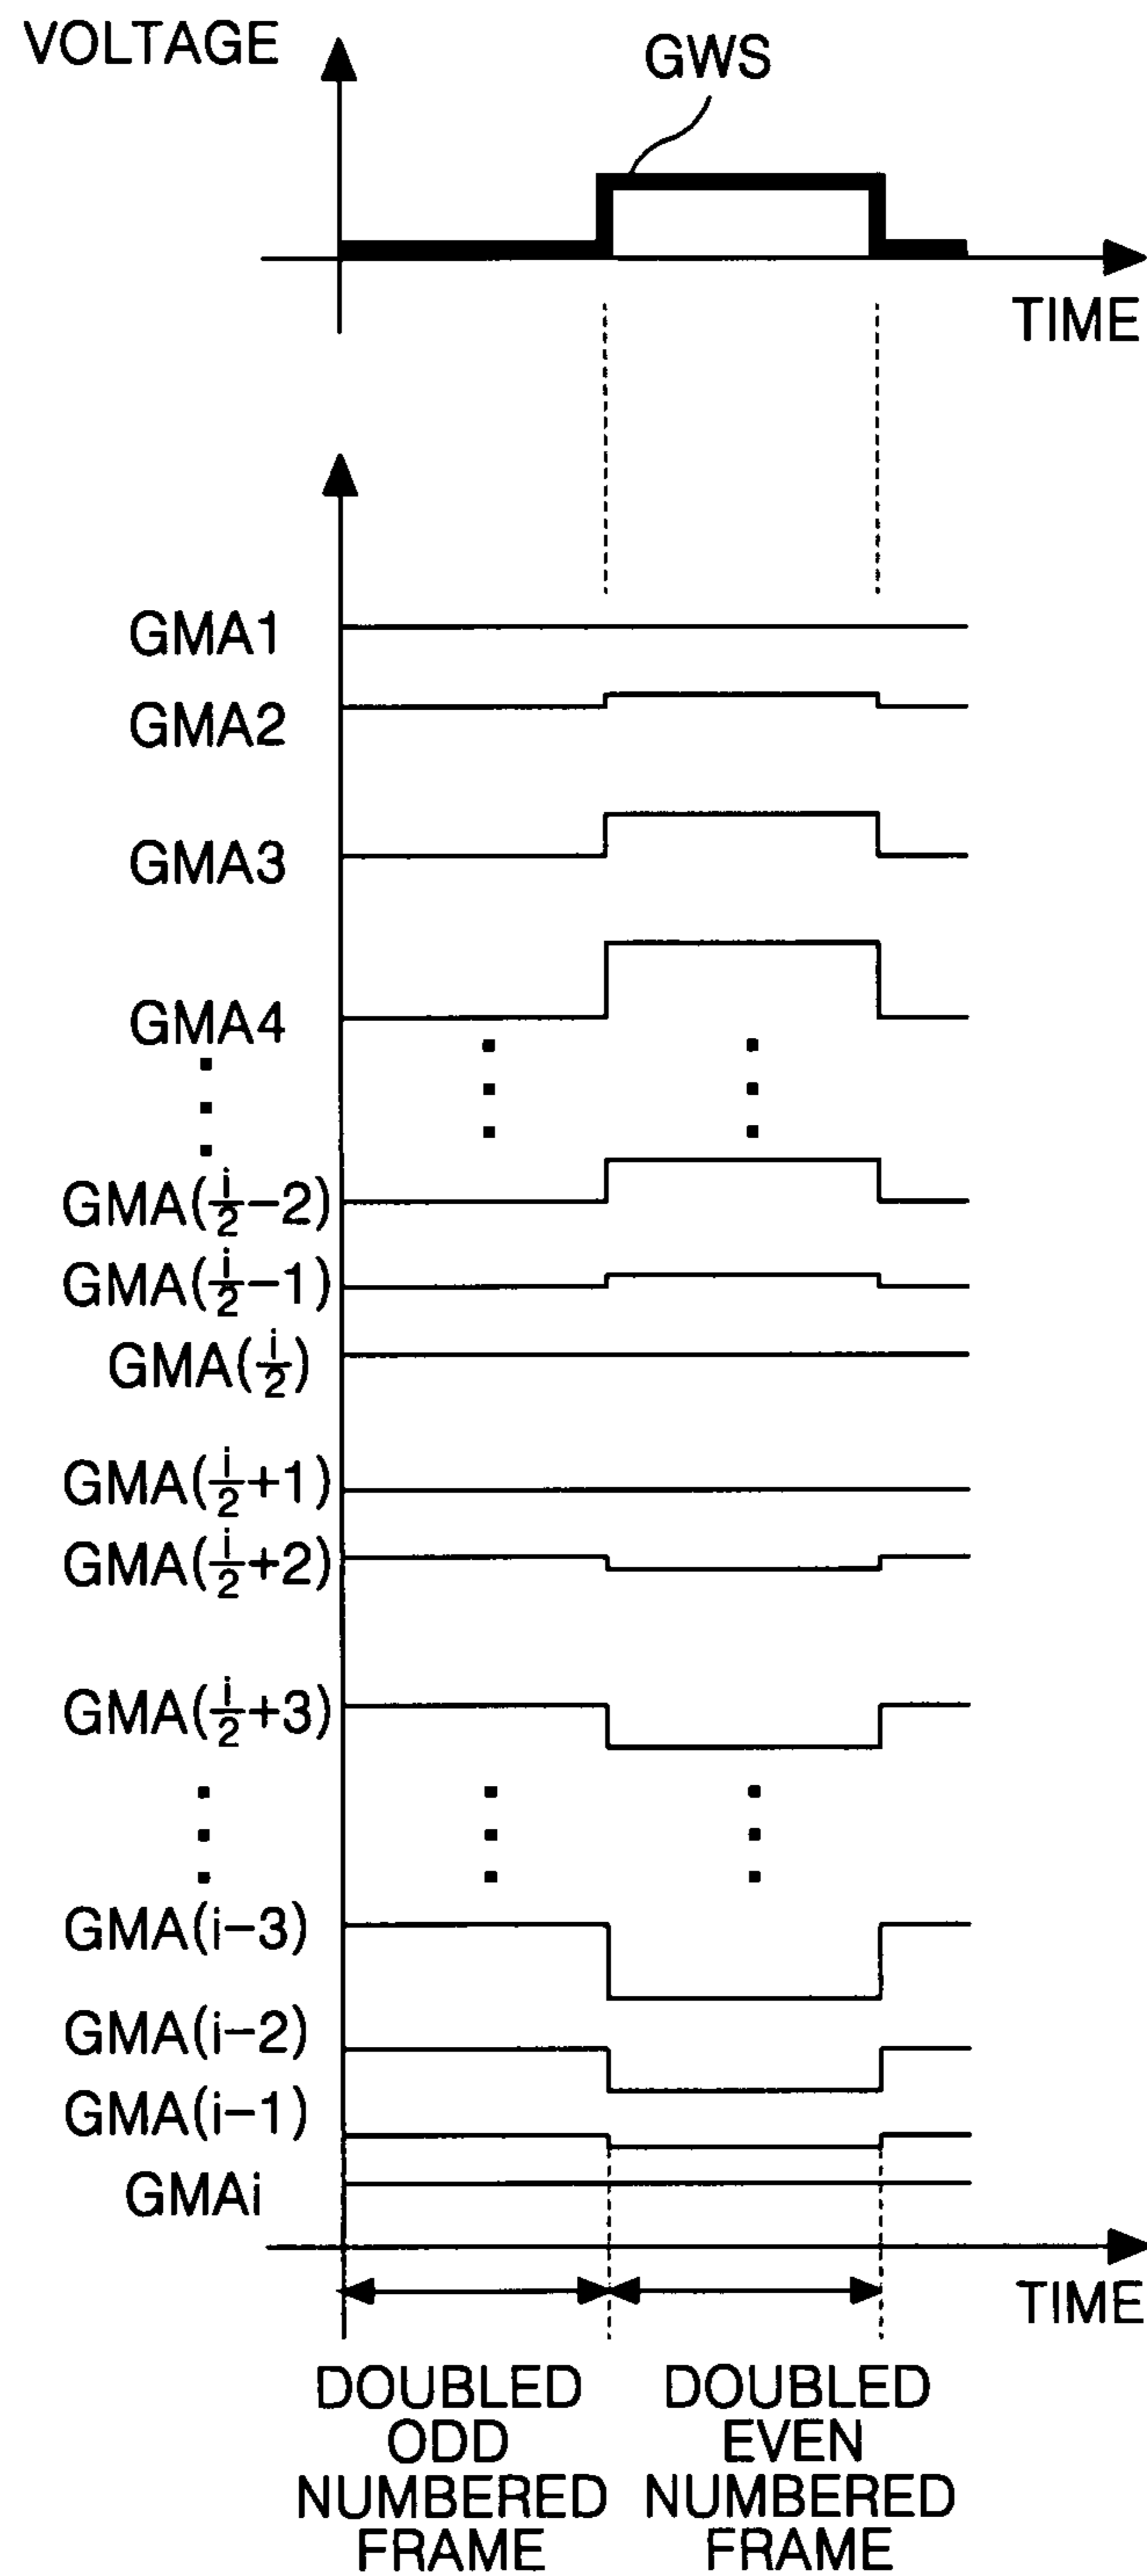 VOLTAGE
GWS
TIME
GMA1
GMA2
GMA3
GMA4
GMA(i/2−2)
GMA(i/2−1)
GMA(i/2)
GMA(i/2+1)
GMA(i/2+2)
GMA(i/2+3)
GMA(i−3)
GMA(i−2)
GMA(i−1)
GMAi
TIME
DOUBLED
ODD
NUMBERED
FRAME
DOUBLED
EVEN
NUMBERED
FRAME